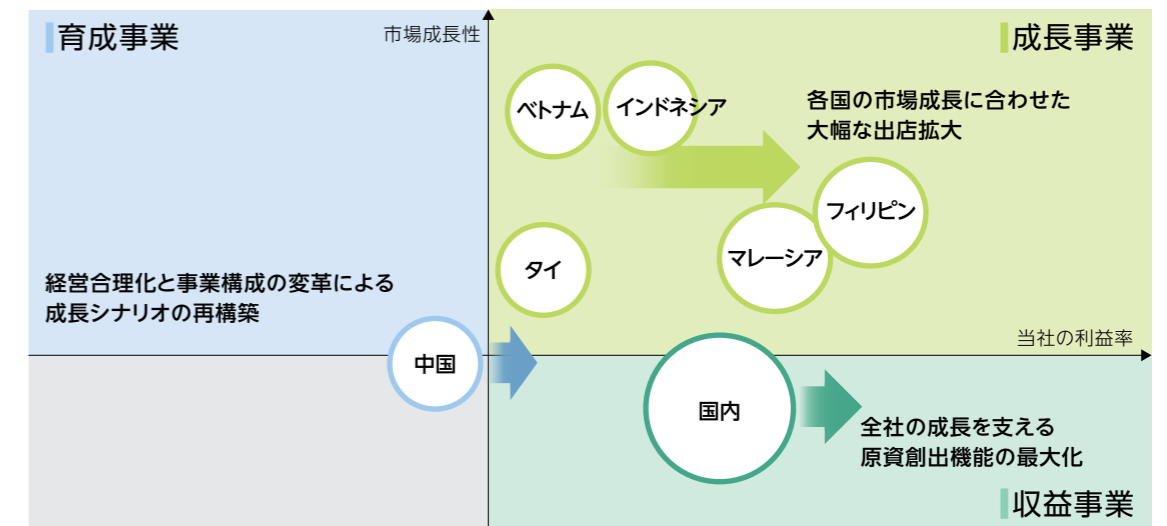 育成事業
市場成長性
成長事業
ベトナム
インドネシア
各国の市場成長に合わせた
大幅な出店拡大
フィリピン
マレーシア
タイ
経営合理化と事業構成の変革による
成長シナリオの再構築
当社の利益率
中国
国内
全社の成長を支える
原資創出機能の最大化
収益事業